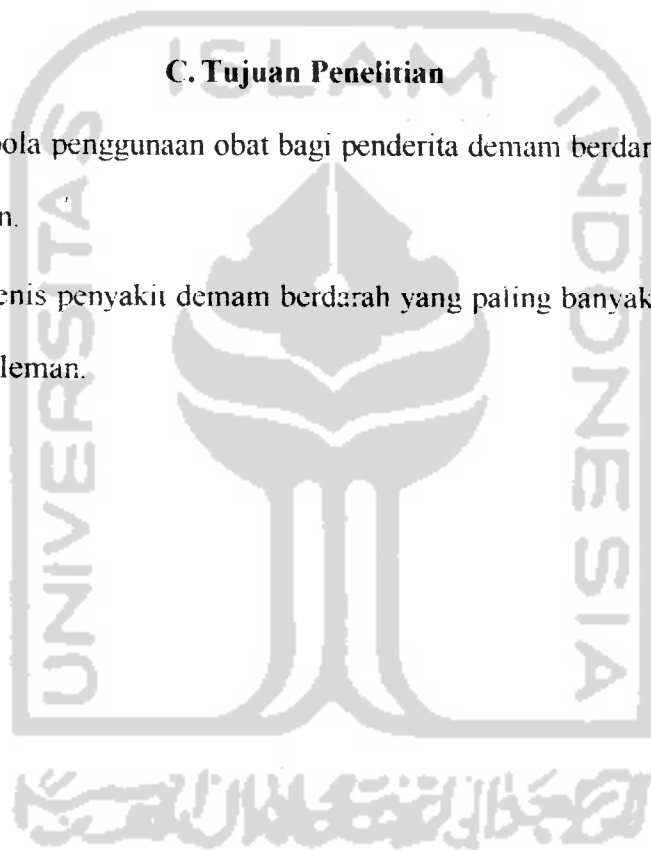 ISLAM
C. Tujuan Penelitian
pola penggunaan obat bagi penderita demam berdar
n.
enis penyakit demam berdarah yang paling banyak
leman.
UNIVERSITAS
INDONESIA